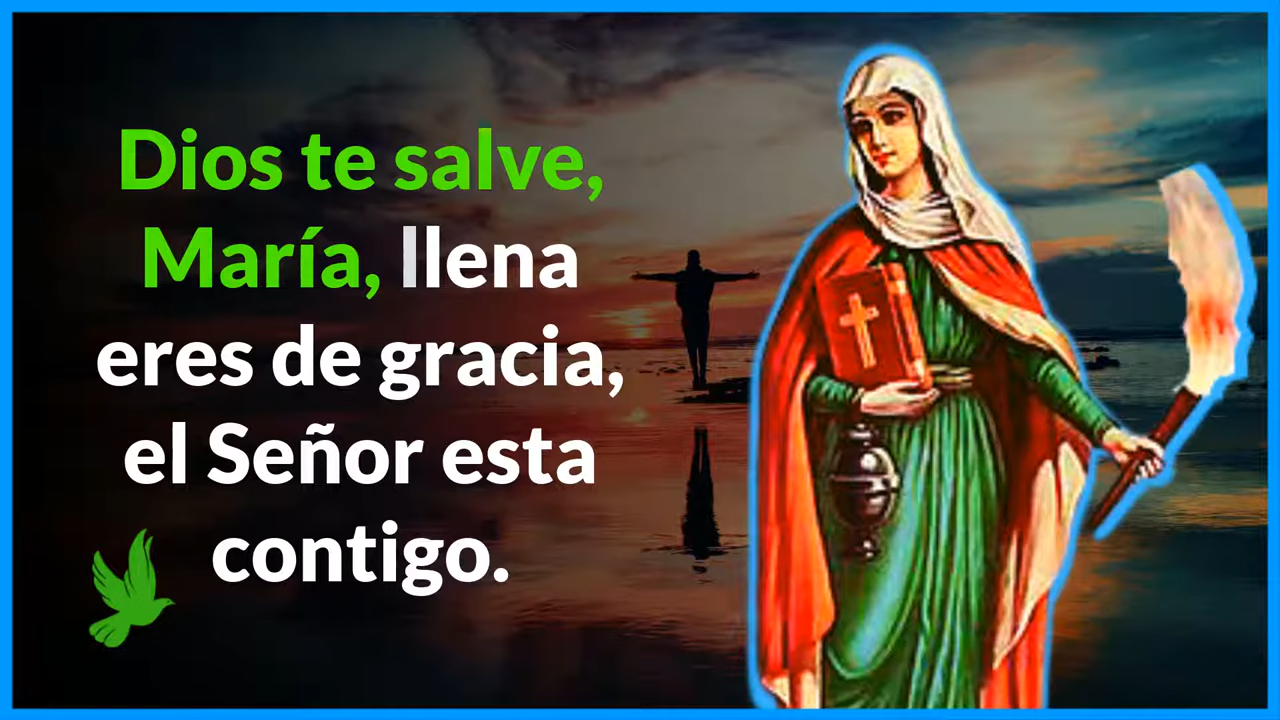 Dios te salve,
María, llena
eres de gracia,
el Señor esta
contigo.